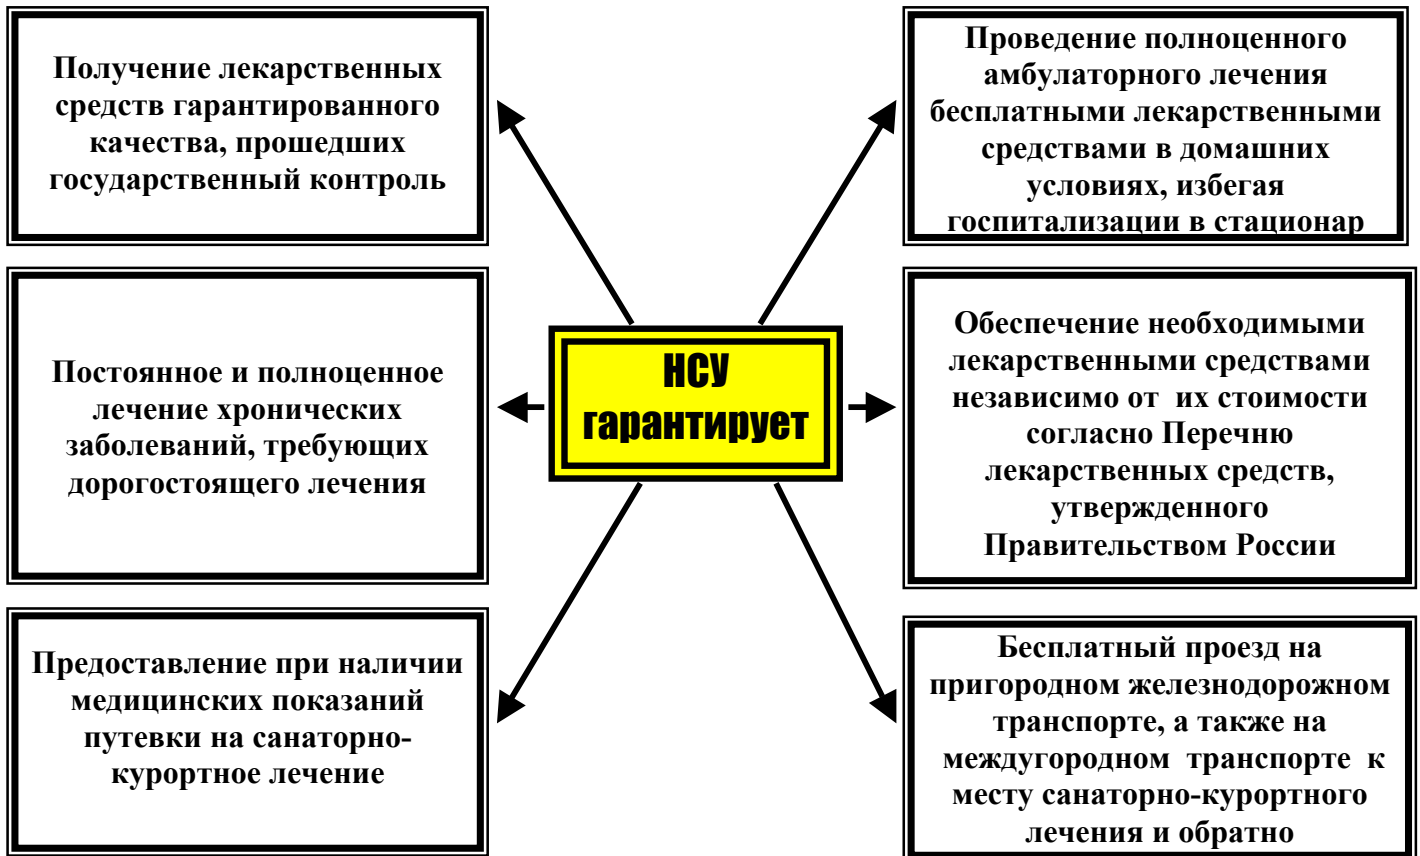 Получение лекарственных
средств гарантированного
качества, прошедших
государственный контроль
Проведение полноценного
амбулаторного лечения
бесплатными лекарственными
средствами в домашних
условиях, избегая
госпитализации в стационар
Постоянное и полноценное
лечение хронических
заболеваний, требующих
дорогостоящего лечения
НСУ
гарантирует
Обеспечение необходимыми
лекарственными средствами
независимо от их стоимости
согласно Перечню
лекарственных средств,
утвержденного
Правительством России
Предоставление при наличии
медицинских показаний
путевки на санаторно-
курортное лечение
Бесплатный проезд на
пригородном железнодорожном
транспорте, а также на
междугородном транспорте к
месту санаторно-курортного
лечения и обратно